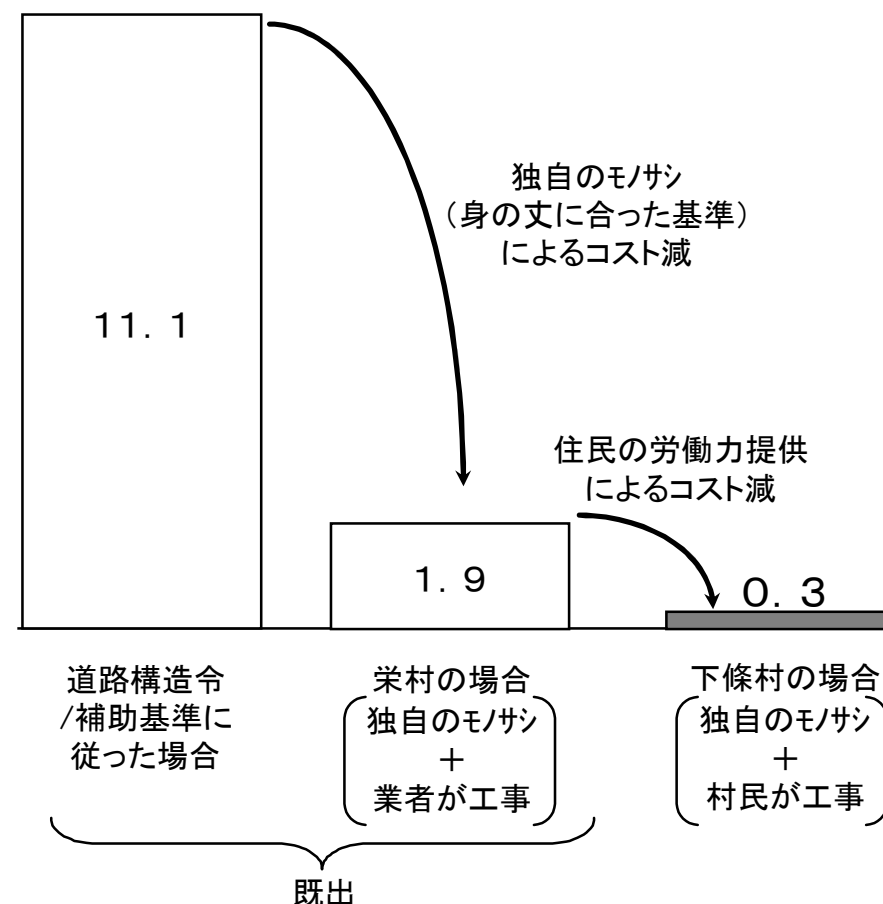 独自のモノサシ
（身の丈に合った基準）
によるコスト減
11．1
住民の労働力提供
によるコスト減
1．9
0．3
道路構造令
/補助基準に
従った場合
栄村の場合
独自のモノサシ
＋
業者が工事
下條村の場合
独自のモノサシ
＋
村民が工事
既出